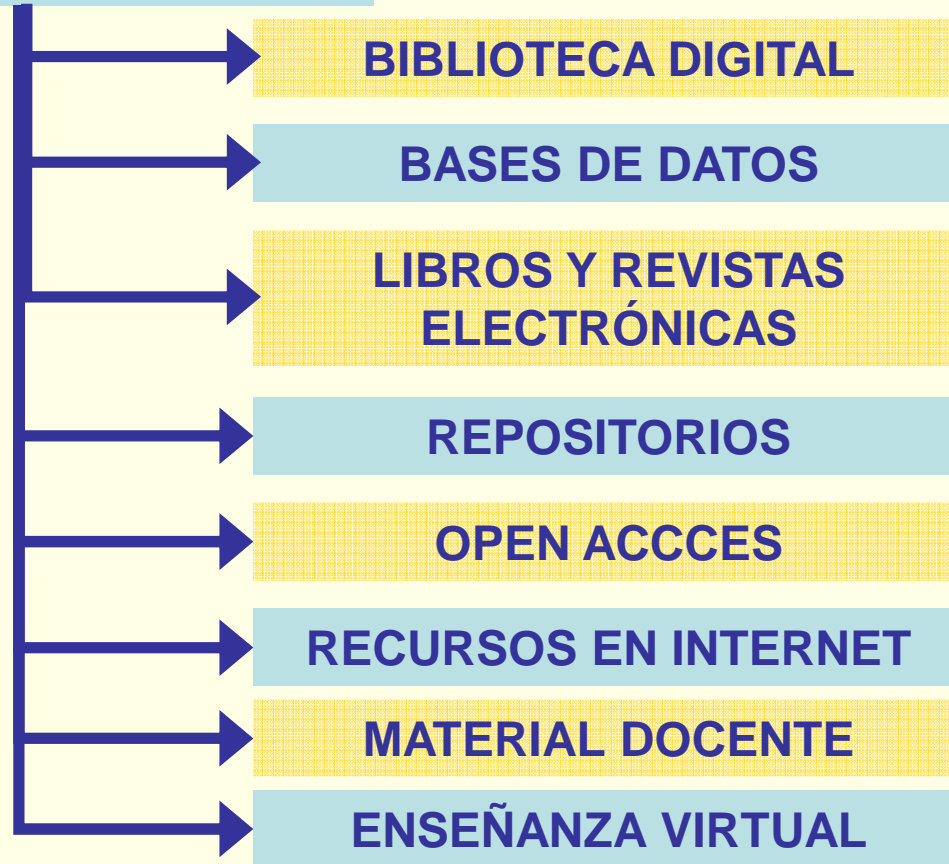 BIBLIOTECA DIGITAL
BASES DE DATOS
LIBROS Y REVISTAS
ELECTRÓNICAS
REPOSITORIOS
OPEN ACCCES
RECURSOS EN INTERNET
MATERIAL DOCENTE
ENSEÑANZA VIRTUAL